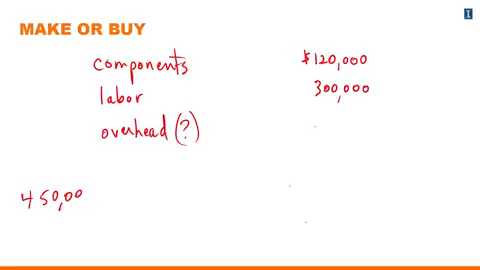 MAKE OR BUY
components $120,000
labor 300,000
overhead (?)
450,00
I